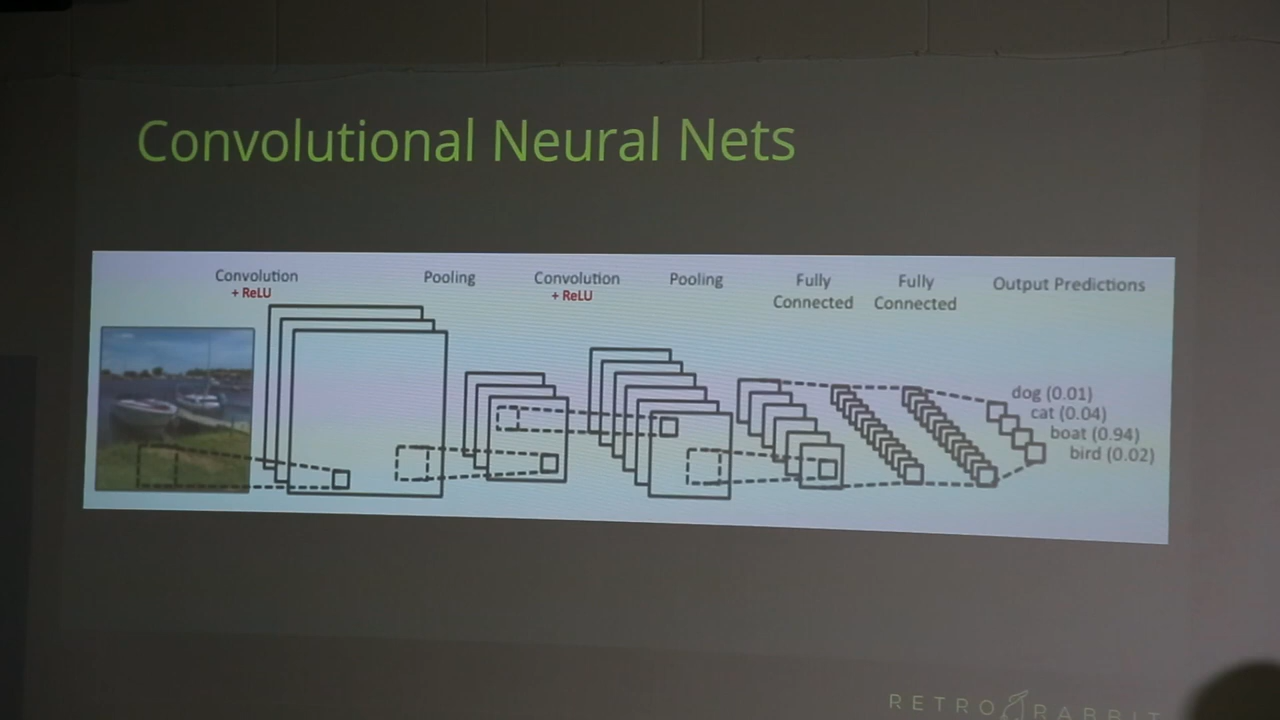 Convolutional Neural Nets
Convolution
+ ReLU
Pooling
Convolution
+ ReLU
Pooling
Fully
Connected
Fully
Connected
Output Predictions
dog (0.01)
cat (0.04)
boat (0.94)
bird (0.02)
RETRO RABBIT